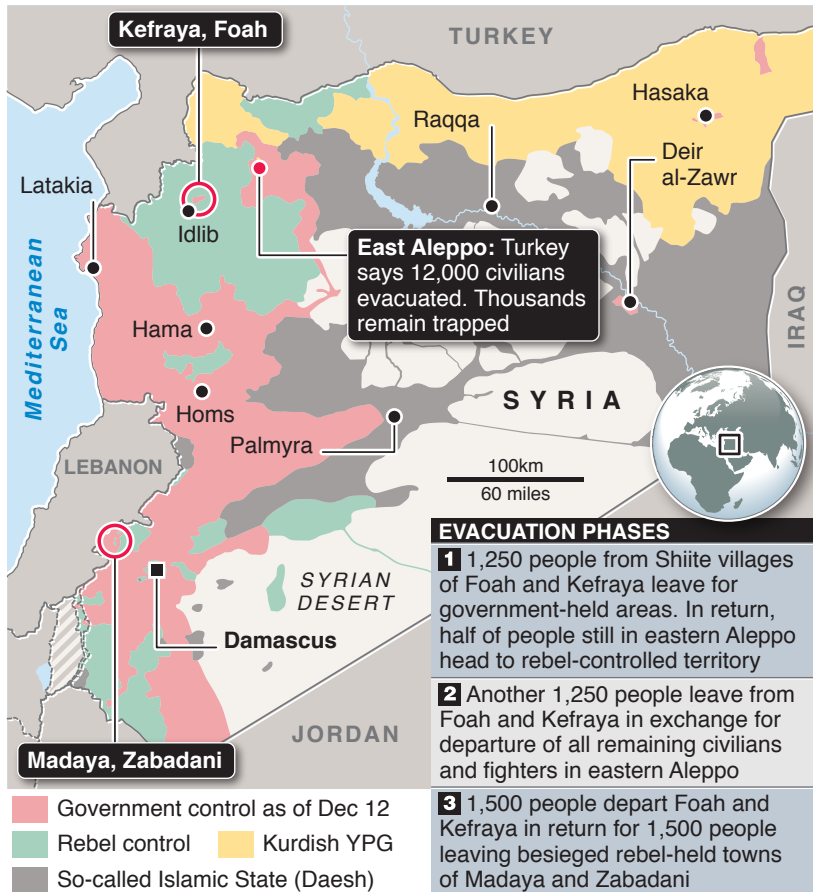 Kefraya, Foah
TURKEY
Hasaka
Raqqa
Deir
al-Zawr
Latakia
Idlib
East Aleppo: Turkey
says 12,000 civilians
evacuated. Thousands
remain trapped
IRAQ
Mediterranean
Sea
Hama
Homs
SYRIA
Palmyra
LEBANON
100km
60 miles
SYRIAN
DESERT
Damascus
JORDAN
Madaya, Zabadani
EVACUATION PHASES
1 1,250 people from Shiite villages
of Foah and Kefraya leave for
government-held areas. In return,
half of people still in eastern Aleppo
head to rebel-controlled territory
2 Another 1,250 people leave from
Foah and Kefraya in exchange for
departure of all remaining civilians
and fighters in eastern Aleppo
3 1,500 people depart Foah and
Kefraya in return for 1,500 people
leaving besieged rebel-held towns
of Madaya and Zabadani
Government control as of Dec 12
Rebel control
Kurdish YPG
So-called Islamic State (Daesh)